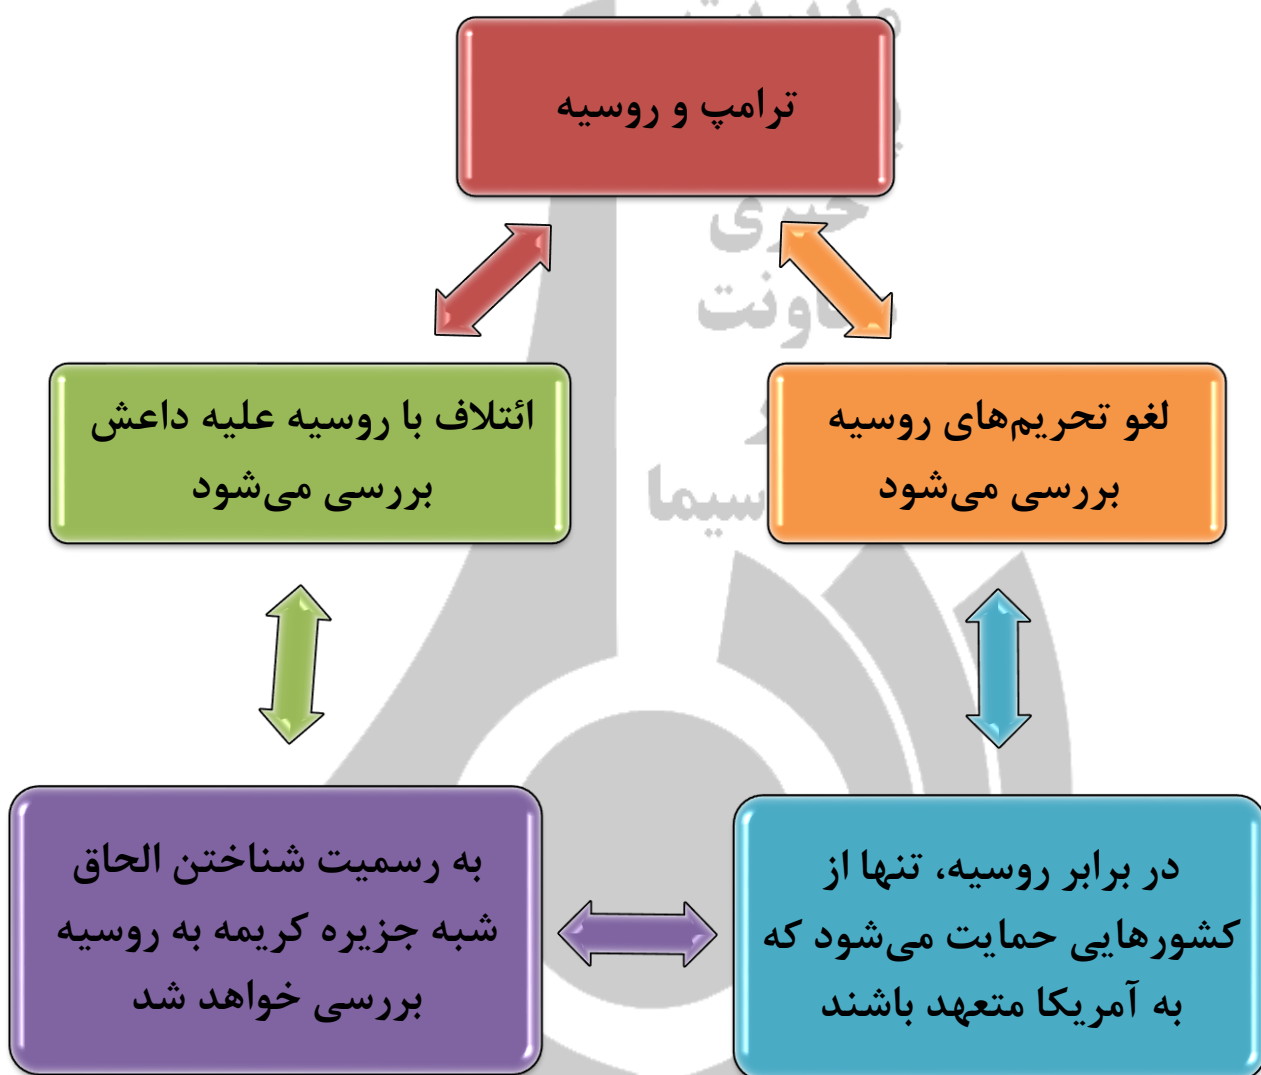 ترامپ و روسیه
خبری
سیما
لغو تحریم‌های روسیه
بررسی می‌شود
ائتلاف با روسیه علیه داعش
بررسی می‌شود
در برابر روسیه، تنها از
کشورهایی حمایت می‌شود که
به آمریکا متعهد باشند
به رسمیت شناختن الحاق
شبه جزیره کریمه به روسیه
بررسی خواهد شد